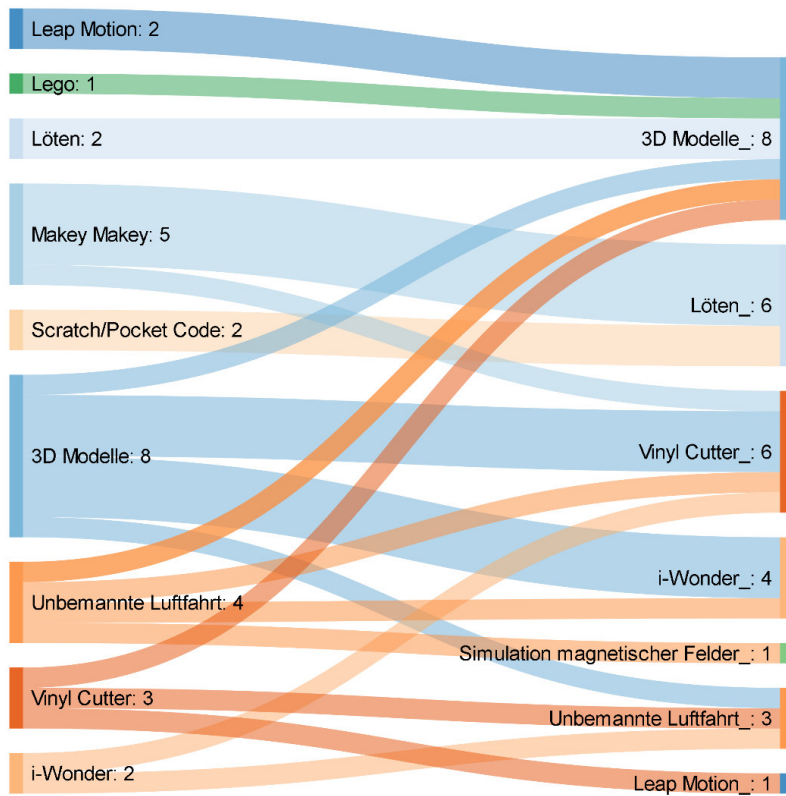 Leap Motion: 2
Lego: 1
Löten: 2
Makey Makey: 5
Scratch/Pocket Code: 2
3D Modelle: 8
Unbemannte Luftfahrt: 4
Vinyl Cutter: 3
i-Wonder: 2
3D Modelle_: 8
Löten_: 6
Vinyl Cutter_: 6
i-Wonder_: 4
Simulation magnetischer Felder_: 1
Unbemannte Luftfahrt_: 3
Leap Motion_: 1